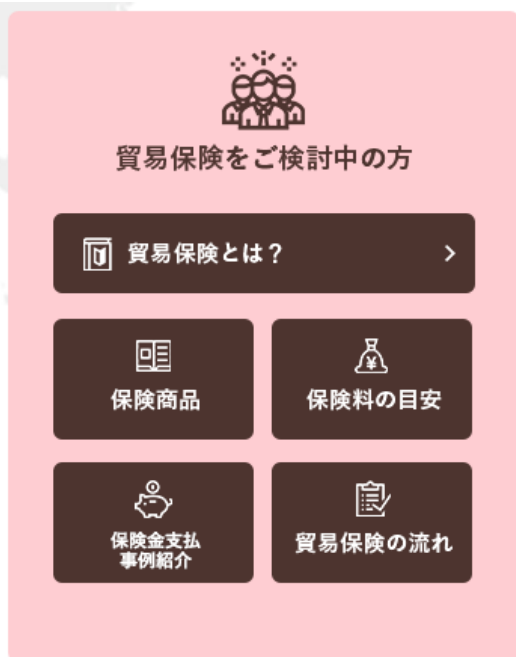 貿易保険をご検討中の方
貿易保険とは？
保険商品
保険料の目安
保険金支払
事例紹介
貿易保険の流れ